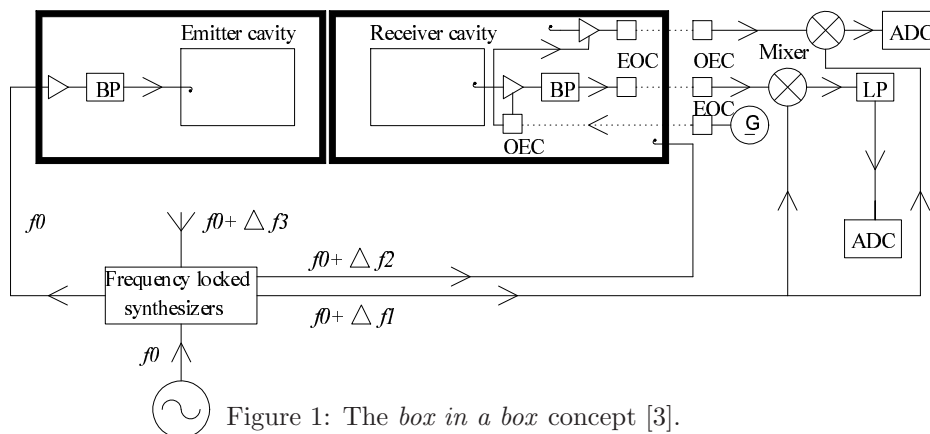 Emitter cavity
Receiver cavity
ADC
EOC
OEC
Mixer
BP
BP
LP
EOC
G
OEC
f0
f0+ △ f3
ADC
f0+ △ f2
Frequency locked
synthesizers
f0+ △ f1
f0
Figure 1: The box in a box concept [3].